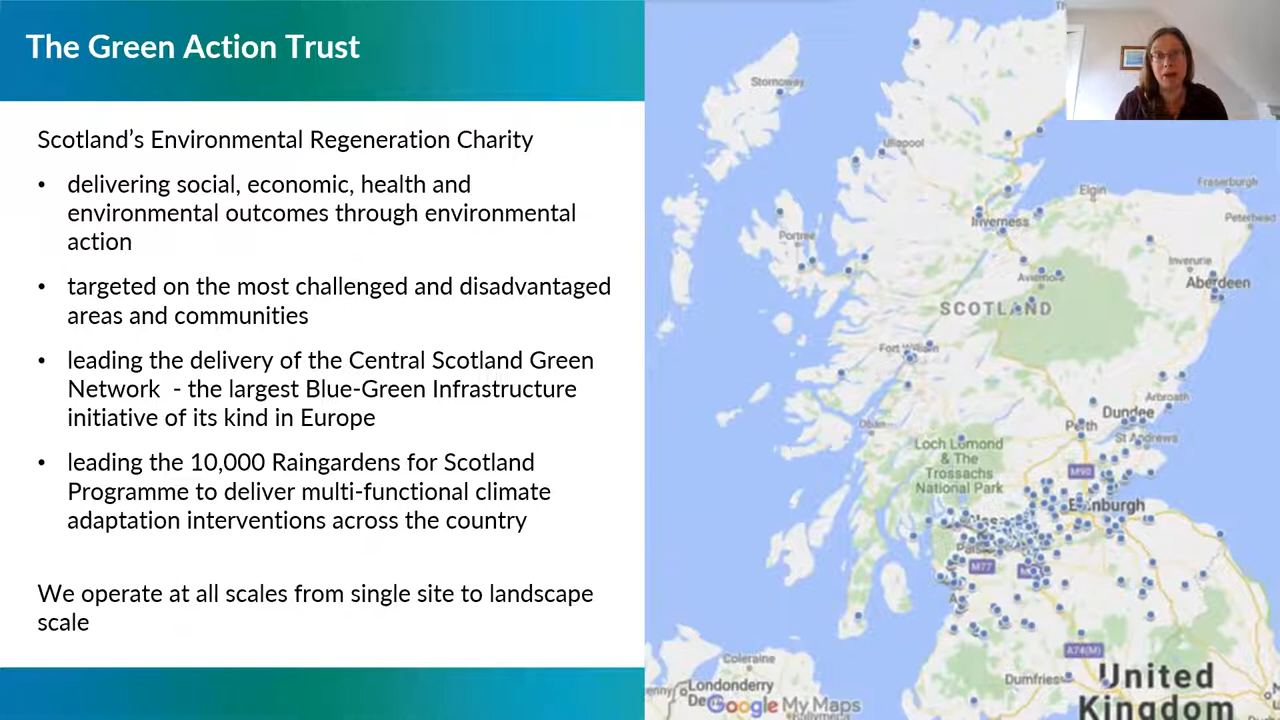 The Green Action Trust
Scotland's Environmental Regeneration Charity
• delivering social, economic, health and
environmental outcomes through environmental
action
• targeted on the most challenged and disadvantaged
areas and communities
• leading the delivery of the Central Scotland Green
Network - the largest Blue-Green Infrastructure
initiative of its kind in Europe
• leading the 10,000 Raingardens for Scotland
Programme to deliver multi-functional climate
adaptation interventions across the country
We operate at all scales from single site to landscape
scale
Stornoway
Ullapool
Elgin
Fraserburgh
Peterhead
Inverness
Portree
Inverurie
Aviemore
Aberdeen
SCOTLAND
Fort William
Arbroath
Dundee
Oban
Perth
St Andrews
Loch Lomond
& The
Trossachs
National Park
M90
Edinburgh
M77
A74(M)
Coleraine
United
Kingdom
Dumfries
Londonderry
Google My Maps
Ballymena